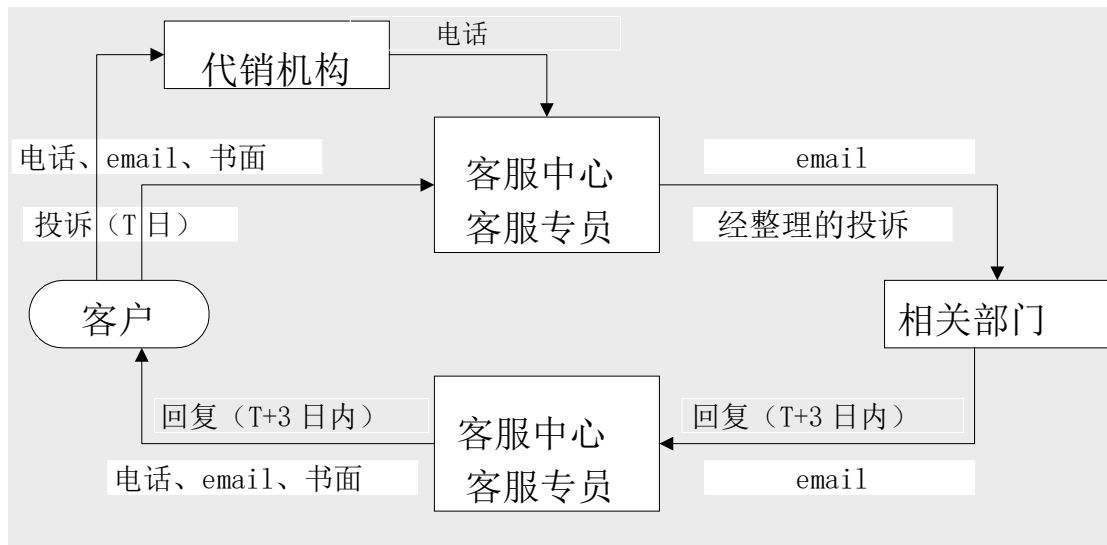 电话
代销机构
电话、email、书面
客服中心
客服专员
email
投诉（T 日）
经整理的投诉
客户
相关部门
回复（T+3 日内）
客服中心
客服专员
回复（T+3 日内）
电话、email、书面
email